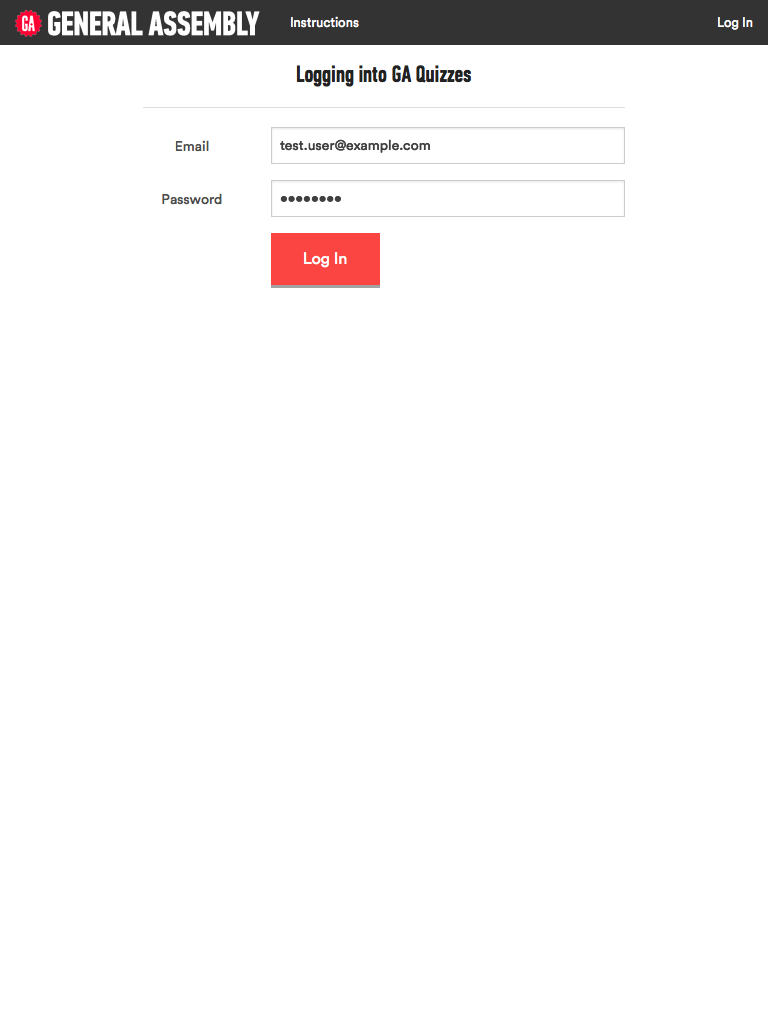 GA GENERAL ASSEMBLY Instructions Log In
Logging into GA Quizzes
Email test.user@example.com
Password ••••••••
Log In